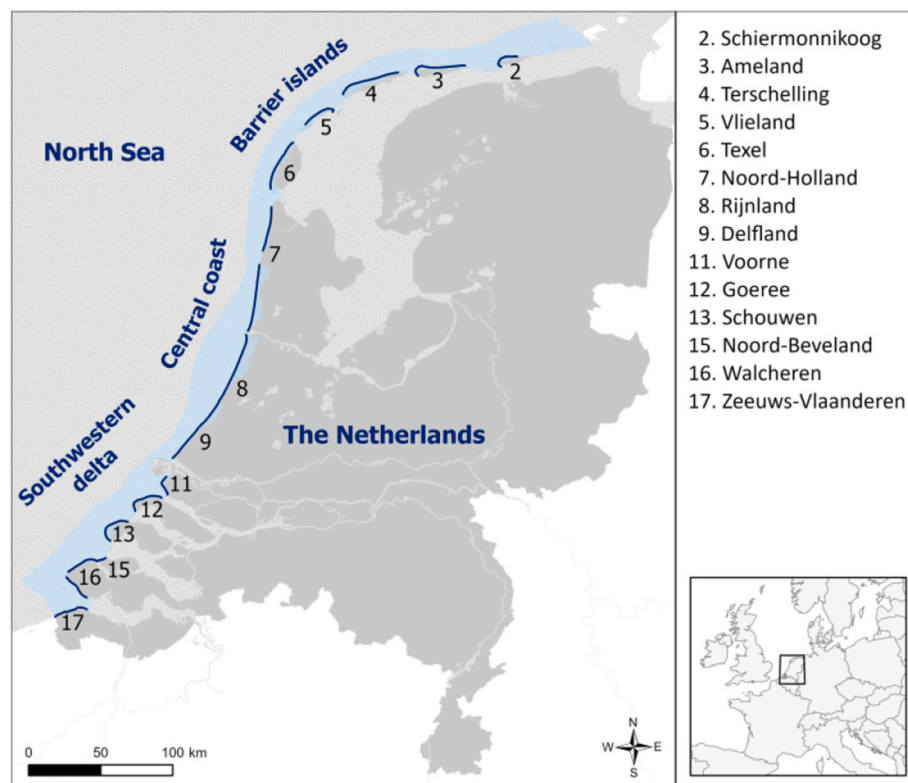 Barrier islands
North Sea
Central coast
Southwestern
delta
The Netherlands
2
3
4
5
6
7
8
9
11
12
13
15
16
17
0 50 100 km
N
W E
S
2. Schiermonnikoog
3. Ameland
4. Terschelling
5. Vlieland
6. Texel
7. Noord-Holland
8. Rijnland
9. Delfland
11. Voorne
12. Goeree
13. Schouwen
15. Noord-Beveland
16. Walcheren
17. Zeeuws-Vlaanderen